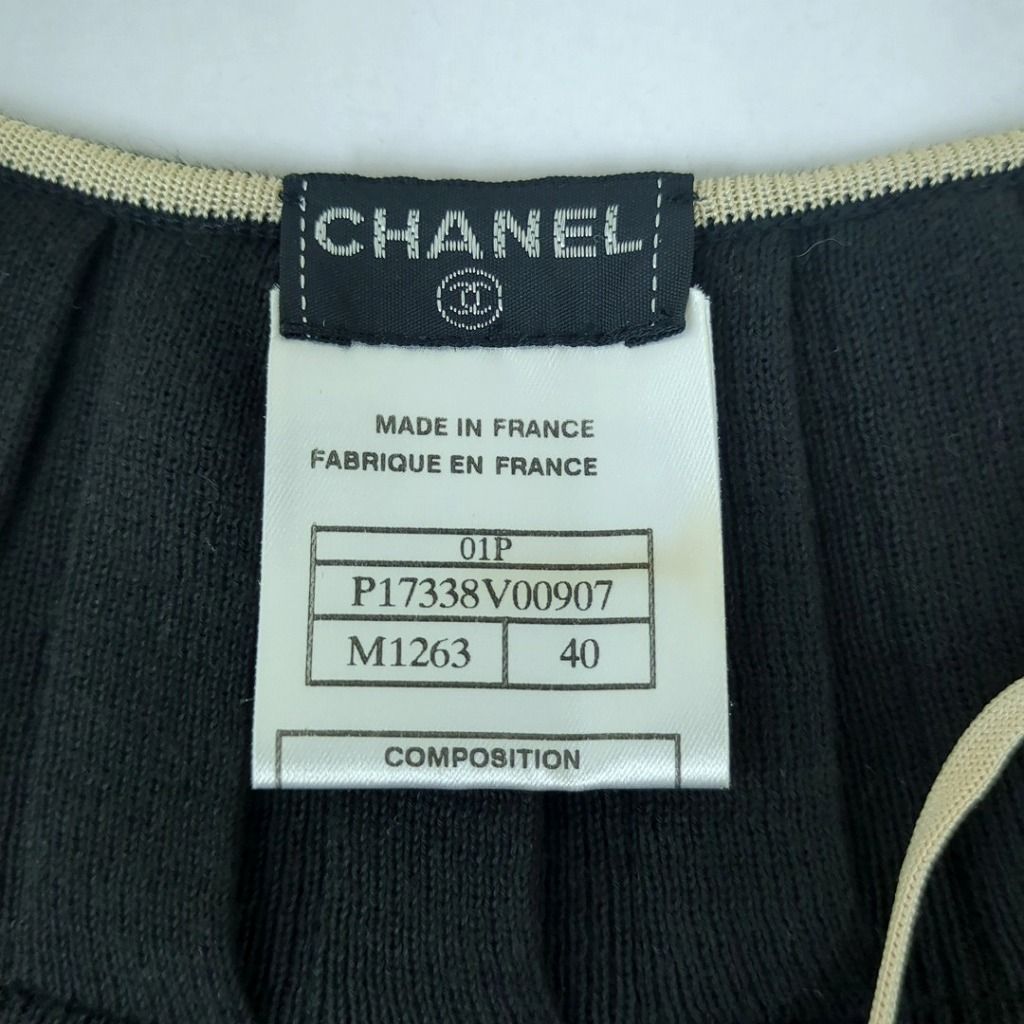 CHANEL
MADE IN FRANCE
FABRIQUE EN FRANCE
01P
P17338V00907
M1263 40
COMPOSITION